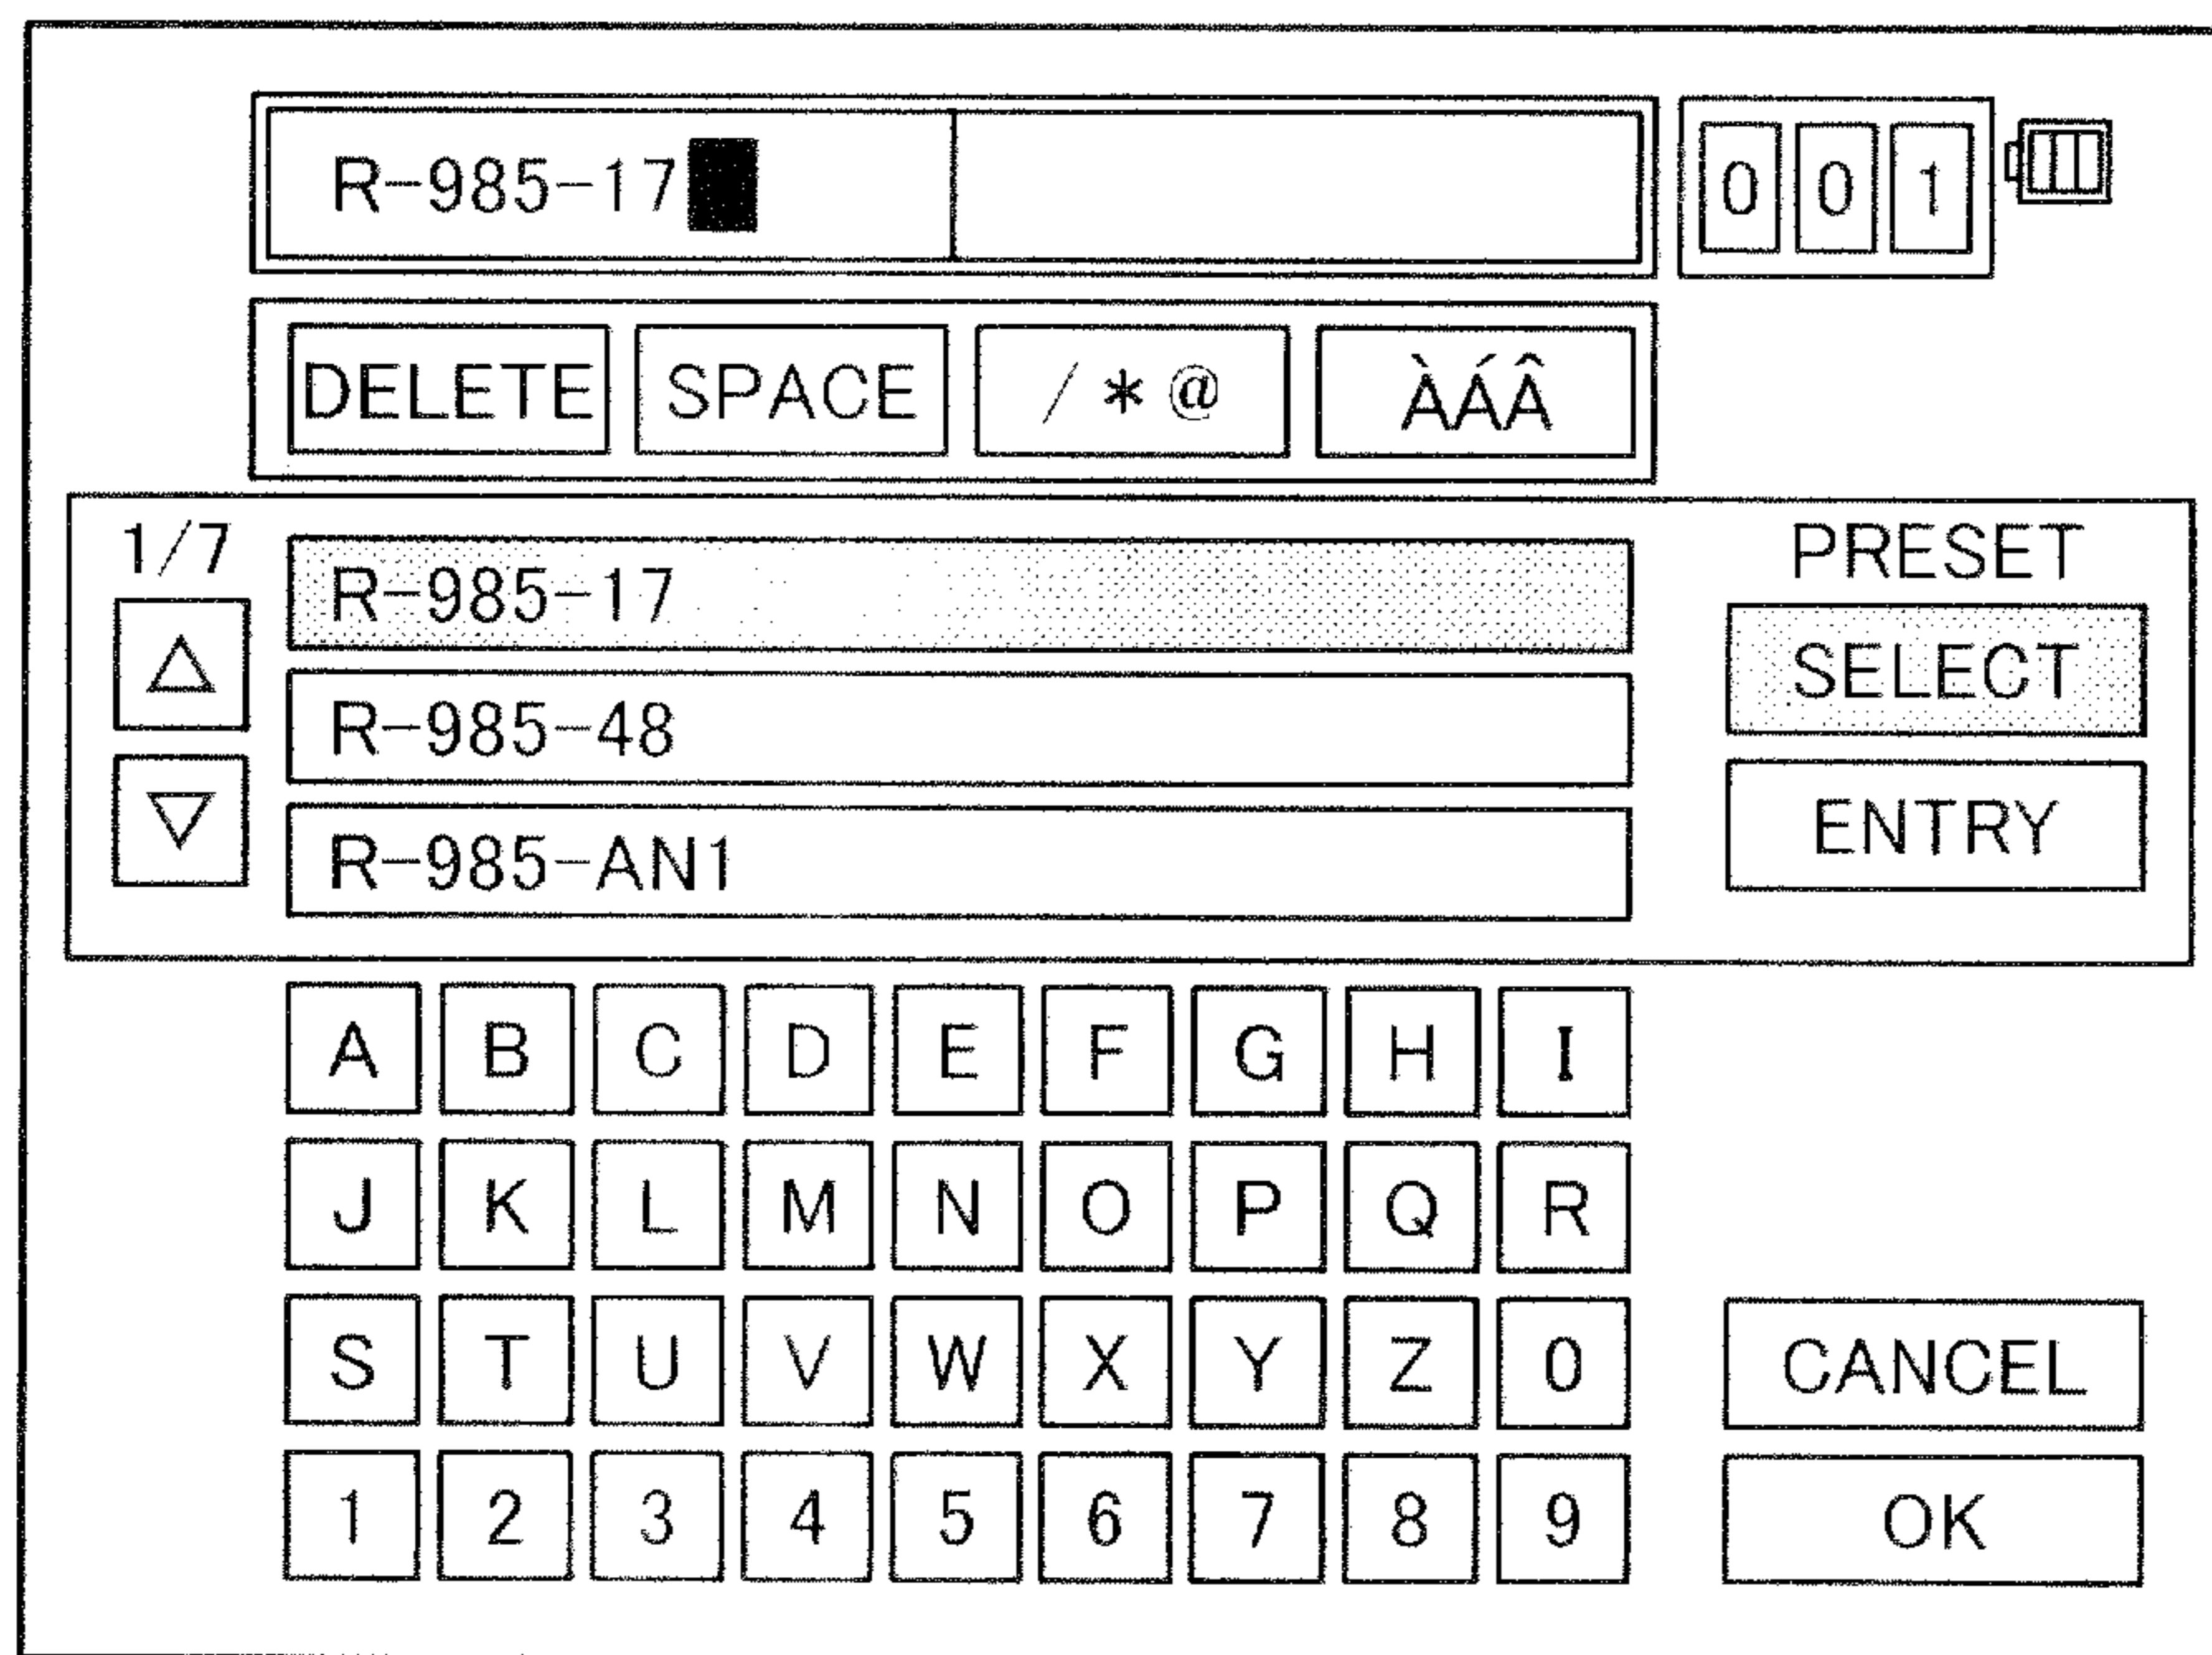 R-985-17 0 0 1
DELETE SPACE / * @ ÀÁÂ
1/7
R-985-17
R-985-48
R-985-AN1
PRESET
SELECT
ENTRY
A B C D E F G H I
J K L M N O P Q R
S T U V W X Y Z 0
1 2 3 4 5 6 7 8 9
CANCEL
OK